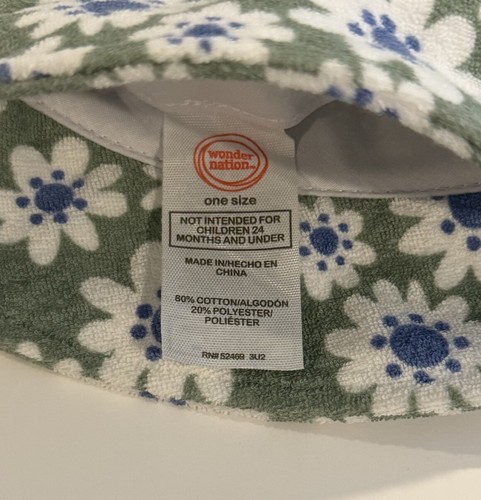 wonder
nation™
one size
NOT INTENDED FOR
CHILDREN 24
MONTHS AND UNDER
MADE IN/HECHO EN
CHINA
80% COTTON/ALGODÓN
20% POLYESTER/
POLIÉSTER
RN# 52469 3U2